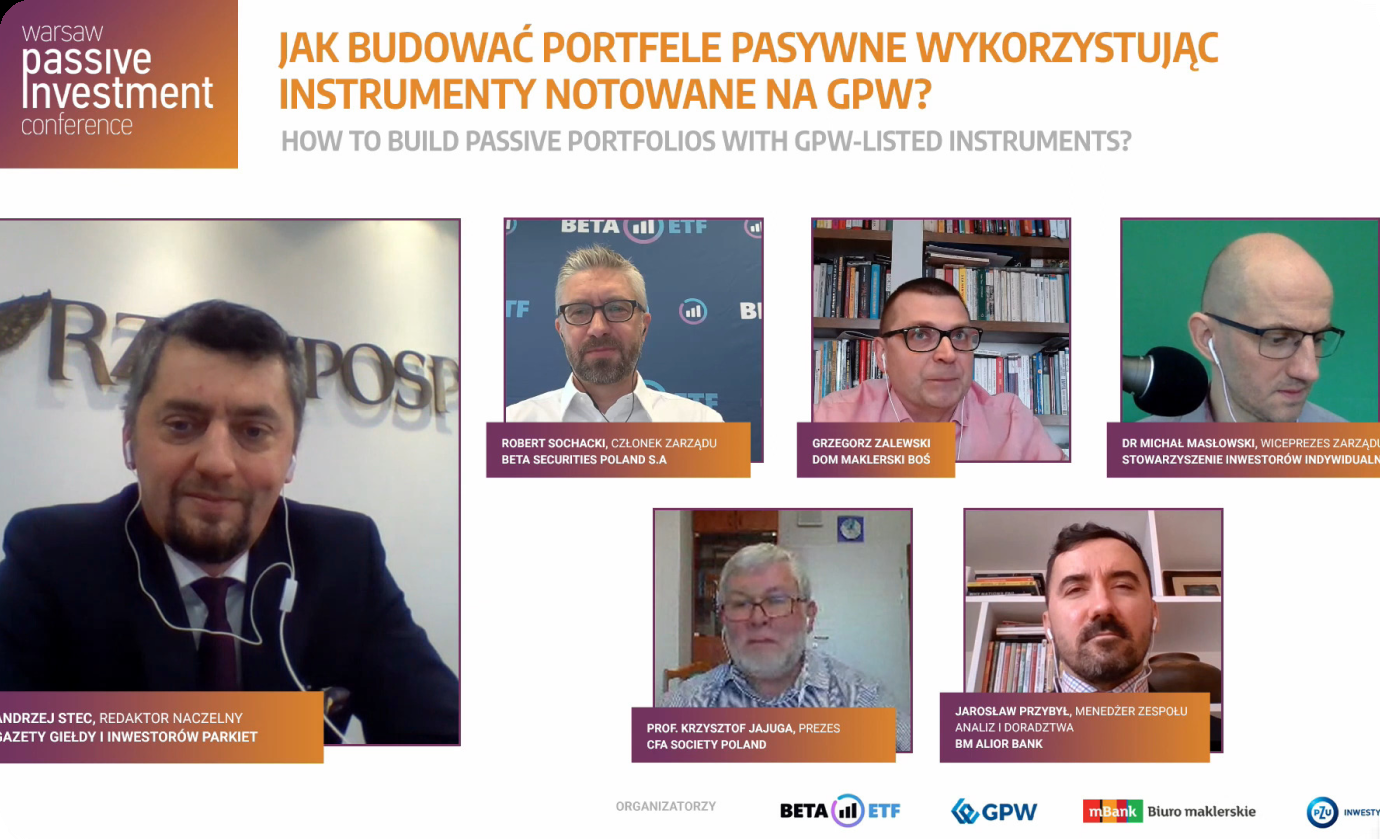 warsaw
passive
Investment
conference
JAK BUDOWAĆ PORTFELE PASYWNE WYKORZYSTUJĄC
INSTRUMENTY NOTOWANE NA GPW?
HOW TO BUILD PASSIVE PORTFOLIOS WITH GPW-LISTED INSTRUMENTS?
RZ POSP
ANDRZEJ STEC, REDAKTOR NACZELNY
GAZETY GIEŁDY I INWESTORÓW PARKIET
BETA ETF
TF
B
ETF
ROBERT SOCHACKI, CZŁONEK ZARZĄDU
BETA SECURITIES POLAND S.A
GRZEGORZ ZALEWSKI
DOM MAKLERSKI BOŚ
DR MICHAŁ MASŁOWSKI, WICEPREZES ZARZĄDU
STOWARZYSZENIE INWESTORÓW INDYWIDUALN
PROF. KRZYSZTOF JAJUGA, PREZES
CFA SOCIETY POLAND
JAROSŁAW PRZYBYŁ, MENEDŻER ZESPOŁU
ANALIZ I DORADZTWA
BM ALIOR BANK
ORGANIZATORZY
BETA ETF
GPW
mBank Biuro maklerskie
PZU INWESTY